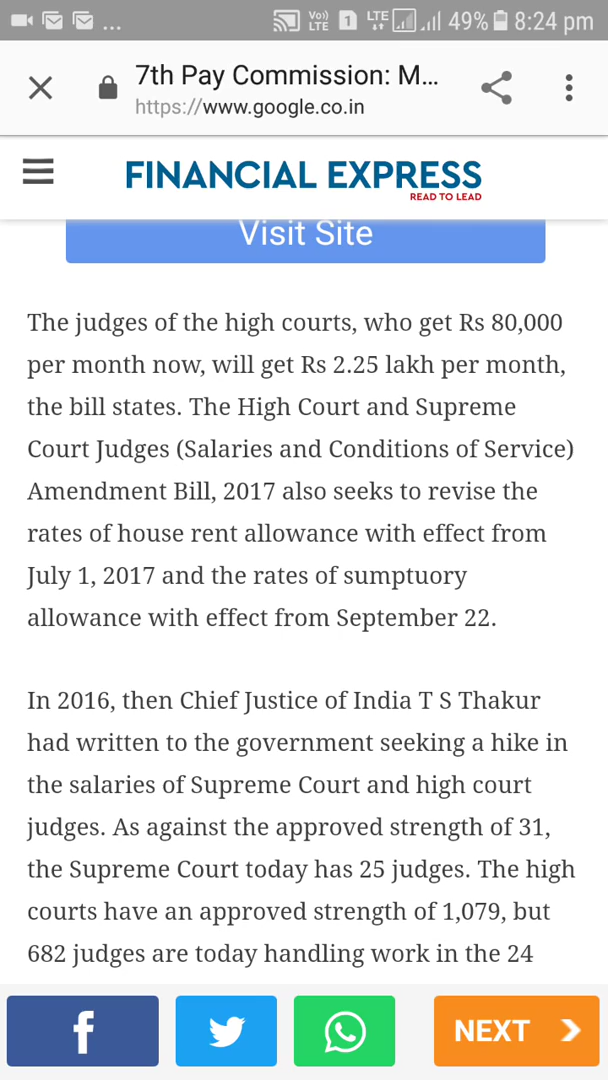 ... Vo) LTE 1 LTE 49% 8:24 pm
7th Pay Commission: M...
https://www.google.co.in
FINANCIAL EXPRESS
READ TO LEAD
Visit Site
The judges of the high courts, who get Rs 80,000
per month now, will get Rs 2.25 lakh per month,
the bill states. The High Court and Supreme
Court Judges (Salaries and Conditions of Service)
Amendment Bill, 2017 also seeks to revise the
rates of house rent allowance with effect from
July 1, 2017 and the rates of sumptuory
allowance with effect from September 22.
In 2016, then Chief Justice of India T S Thakur
had written to the government seeking a hike in
the salaries of Supreme Court and high court
judges. As against the approved strength of 31,
the Supreme Court today has 25 judges. The high
courts have an approved strength of 1,079, but
682 judges are today handling work in the 24
f NEXT